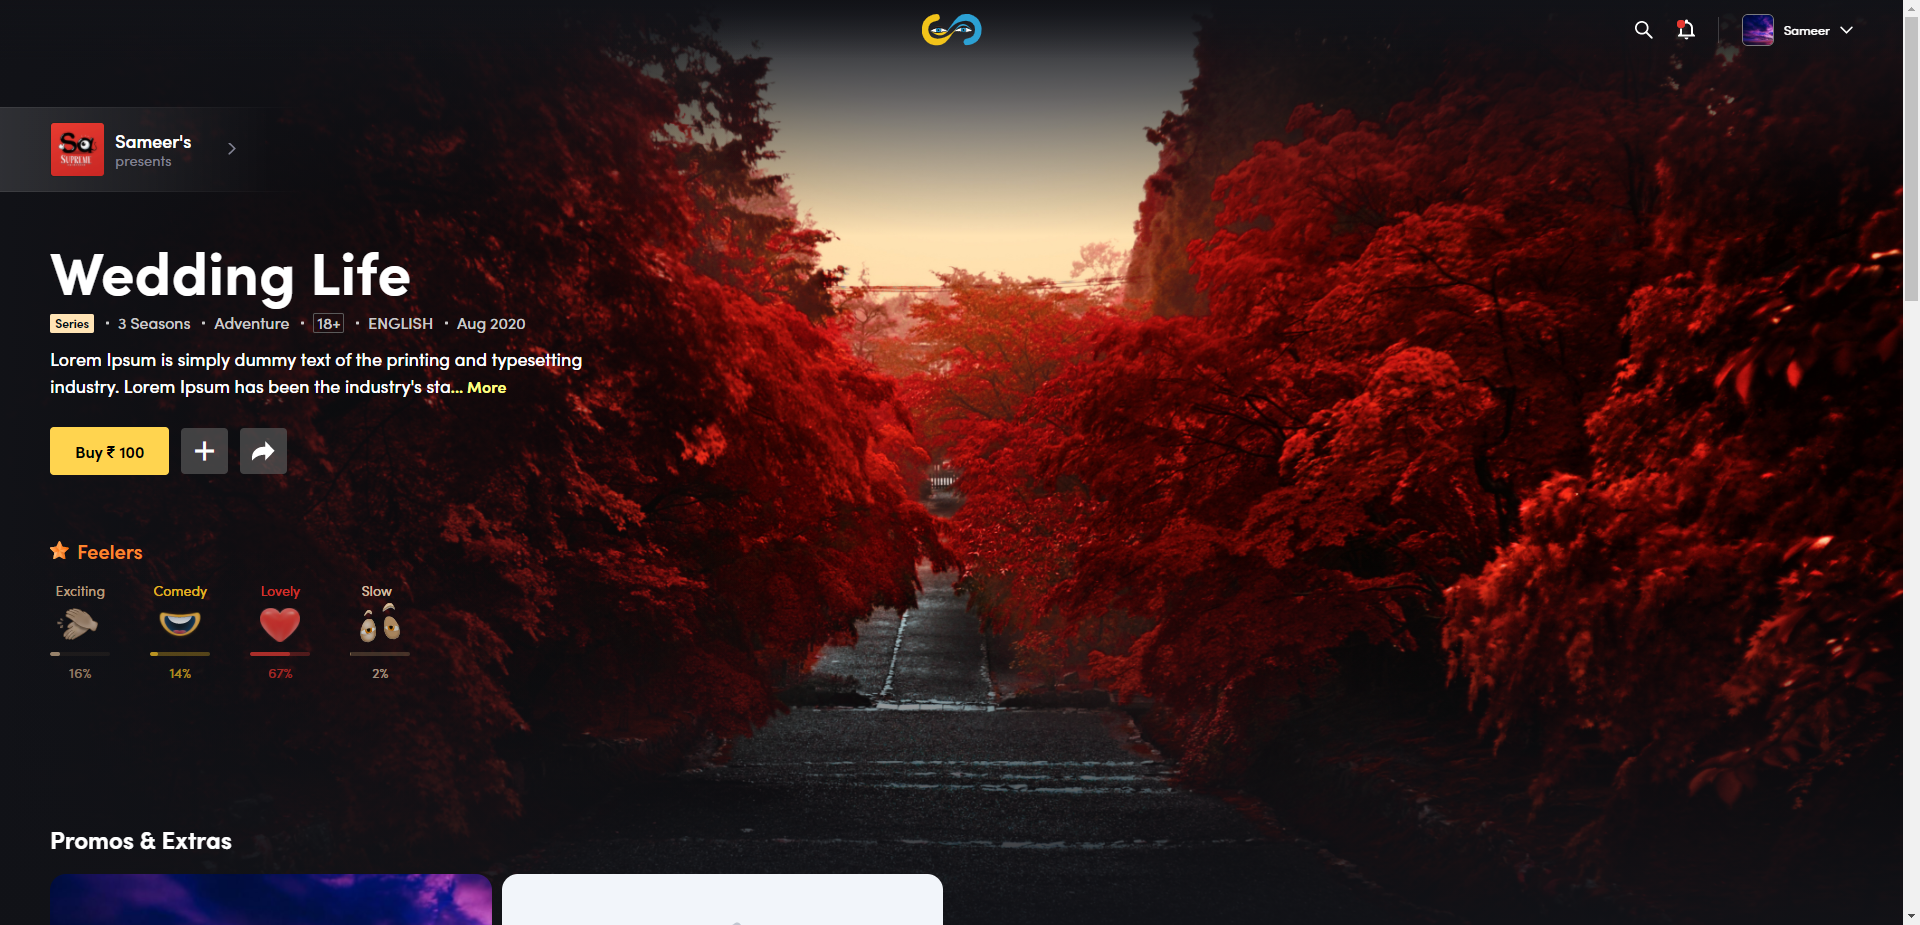 Sameer
Sa
SUPREME
Sameer's
presents
Wedding Life
Series • 3 Seasons • Adventure • 18+ • ENGLISH • Aug 2020
Lorem Ipsum is simply dummy text of the printing and typesetting
industry. Lorem Ipsum has been the industry's sta... More
Buy ₹ 100
Feelers
Exciting Comedy Lovely Slow
16% 14% 67% 2%
Promos & Extras